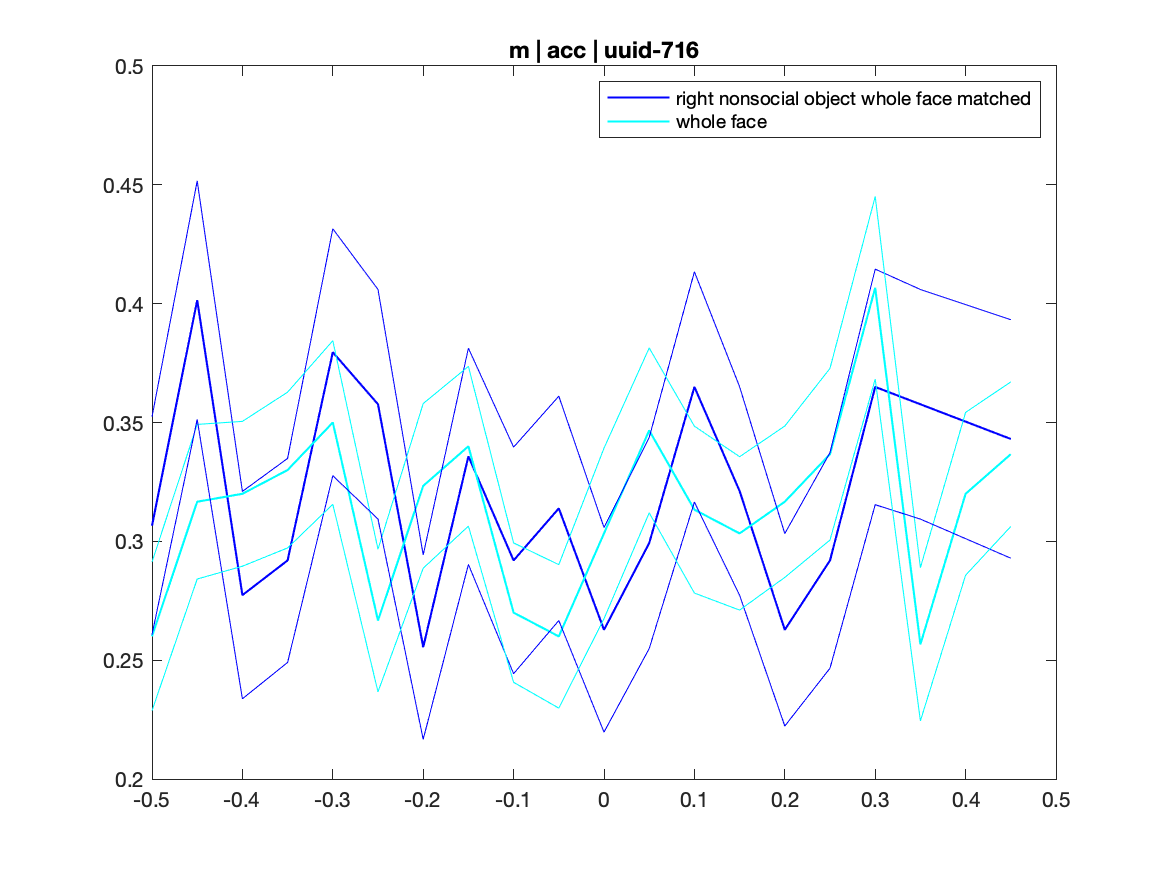 m | acc | uuid-716
right nonsocial object whole face matched
whole face
0.5
0.45
0.4
0.35
0.3
0.25
0.2
-0.5 -0.4 -0.3 -0.2 -0.1 0 0.1 0.2 0.3 0.4 0.5